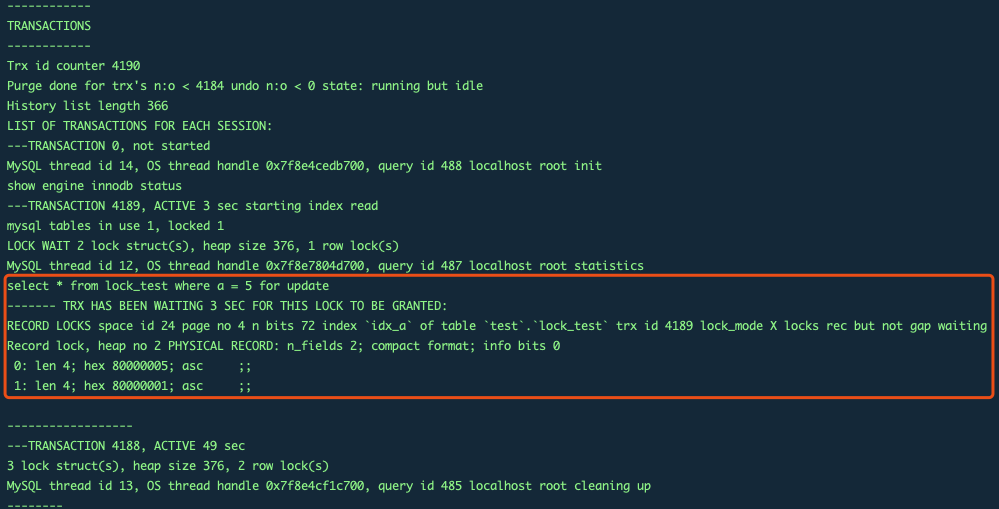 ------------
TRANSACTIONS
------------
Trx id counter 4190
Purge done for trx's n:o < 4184 undo n:o < 0 state: running but idle
History list length 366
LIST OF TRANSACTIONS FOR EACH SESSION:
---TRANSACTION 0, not started
MySQL thread id 14, OS thread handle 0x7f8e4cedb700, query id 488 localhost root init
show engine innodb status
---TRANSACTION 4189, ACTIVE 3 sec starting index read
mysql tables in use 1, locked 1
LOCK WAIT 2 lock struct(s), heap size 376, 1 row lock(s)
MySQL thread id 12, OS thread handle 0x7f8e7804d700, query id 487 localhost root statistics
select * from lock_test where a = 5 for update
------- TRX HAS BEEN WAITING 3 SEC FOR THIS LOCK TO BE GRANTED:
RECORD LOCKS space id 24 page no 4 n bits 72 index `idx_a` of table `test`.`lock_test` trx id 4189 lock_mode X locks rec but not gap waiting
Record lock, heap no 2 PHYSICAL RECORD: n_fields 2; compact format; info bits 0
 0: len 4; hex 80000005; asc     ;;
 1: len 4; hex 80000001; asc     ;;
------------------
---TRANSACTION 4188, ACTIVE 49 sec
3 lock struct(s), heap size 376, 2 row lock(s)
MySQL thread id 13, OS thread handle 0x7f8e4cf1c700, query id 485 localhost root cleaning up
--------